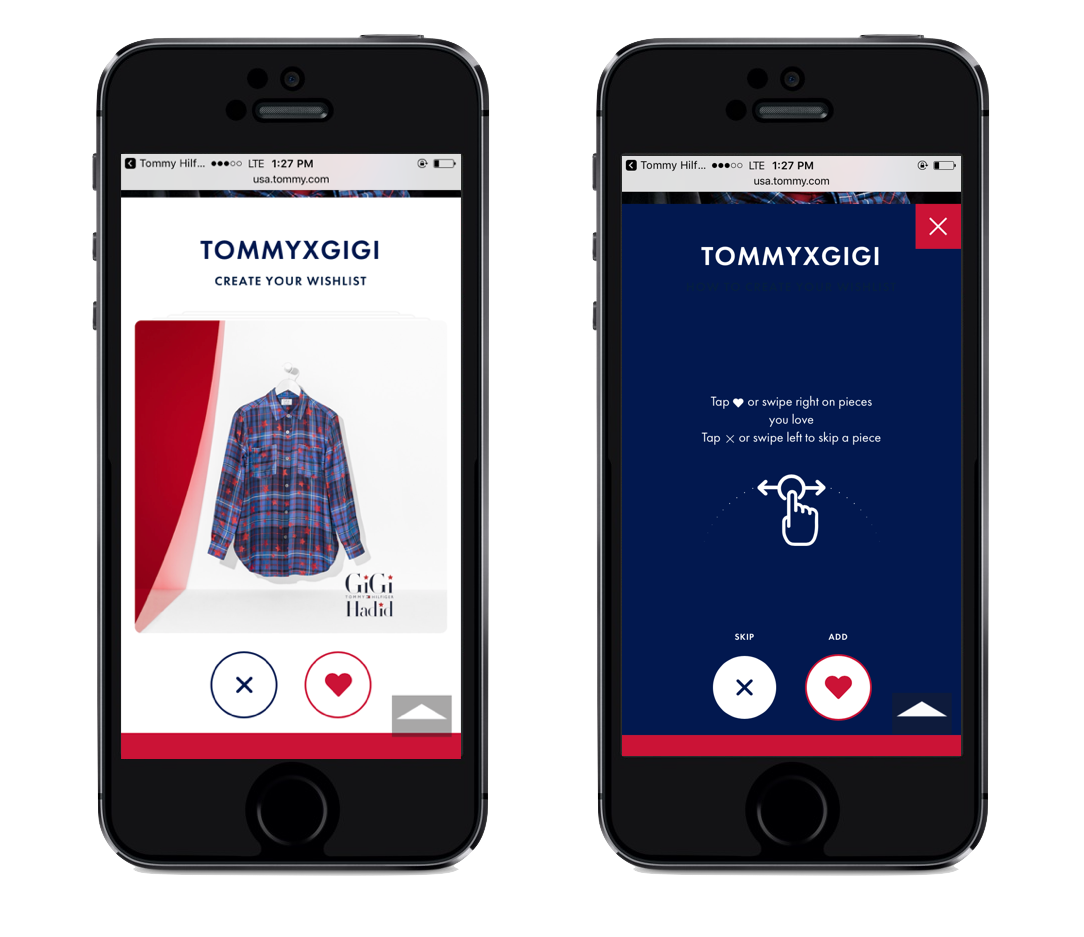 Tommy Hilf... LTE 1:27 PM
usa.tommy.com
TOMMYXGIGI
CREATE YOUR WISHLIST
GiGi
TOMMY HILFIGER
Hadid
Tommy Hilf... LTE 1:27 PM
usa.tommy.com
TOMMYXGIGI
Tap or swipe right on pieces
you love
Tap or swipe left to skip a piece
SKIP ADD